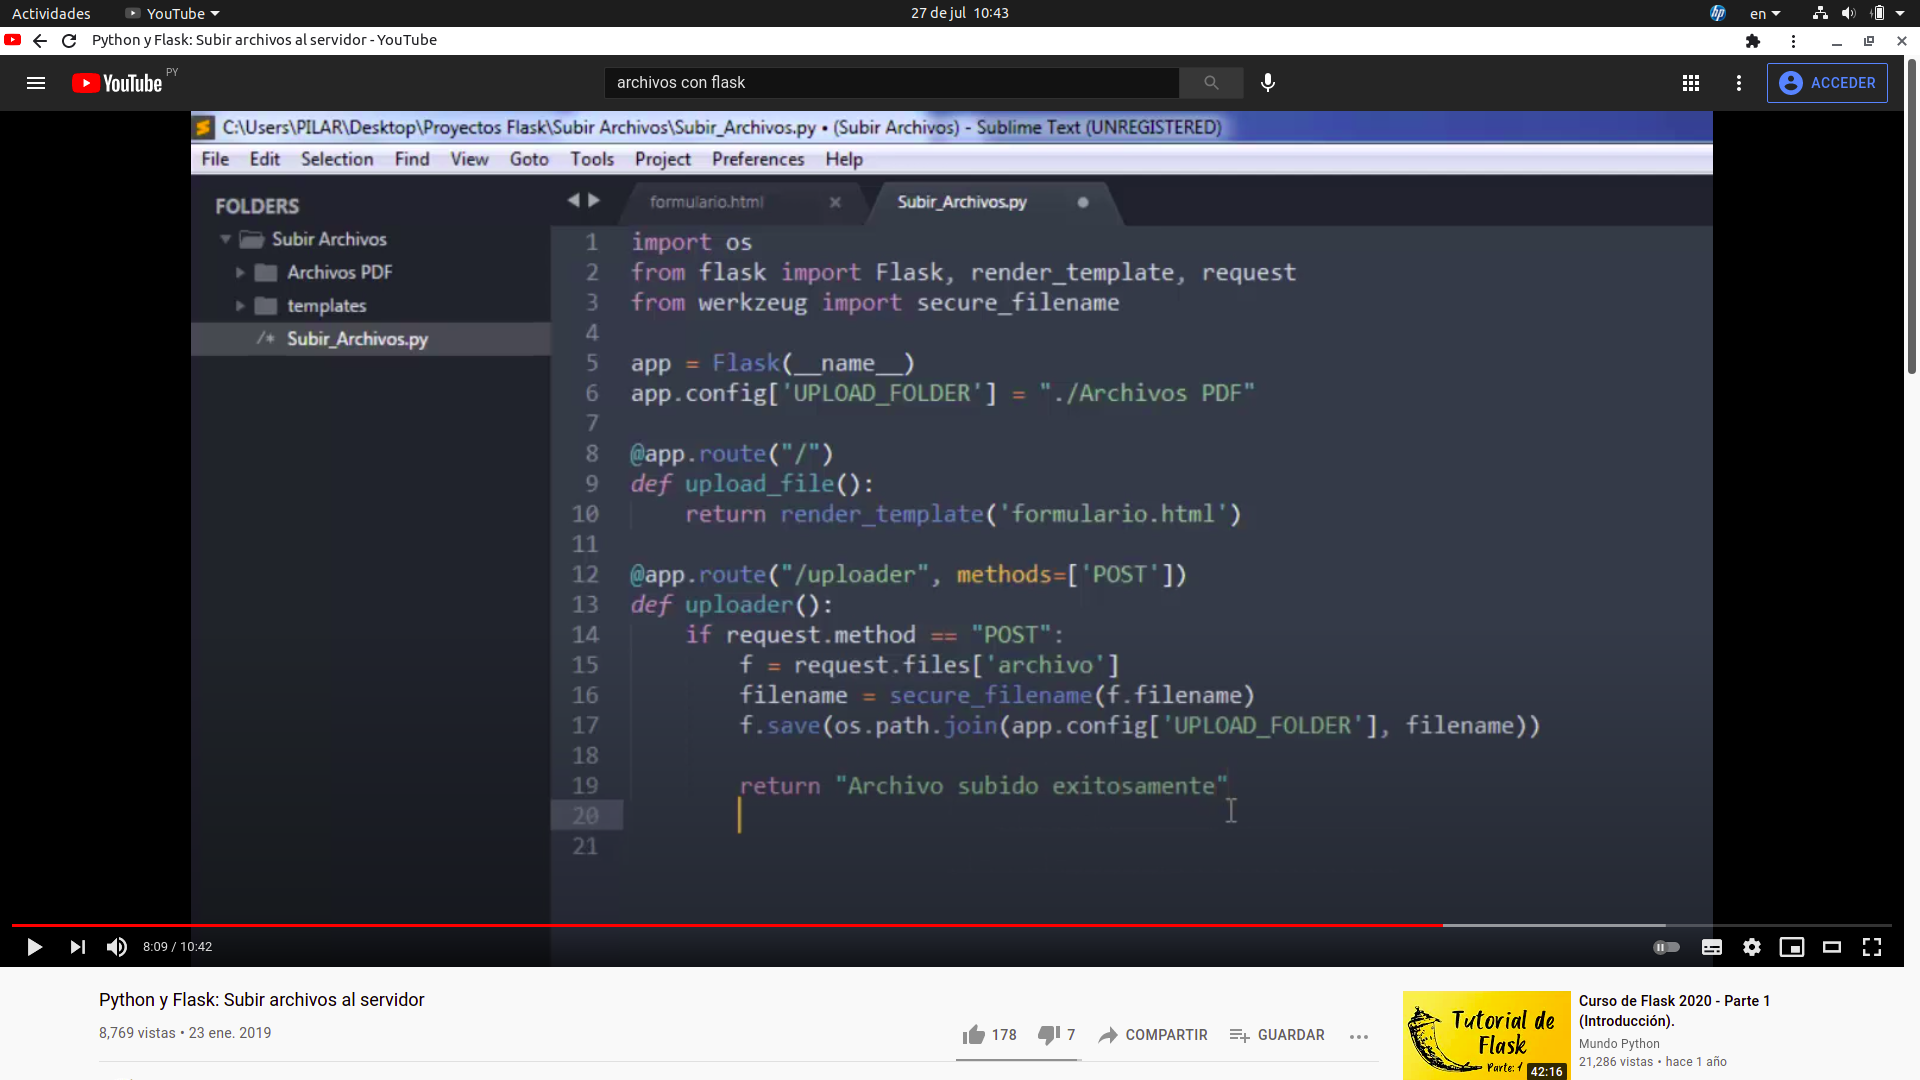 Actividades YouTube 27 de jul 10:43 en
Python y Flask: Subir archivos al servidor - YouTube
YouTube PY archivos con flask ACCEDER
C:\Users\PILAR\Desktop\Proyectos Flask\Subir Archivos\Subir_Archivos.py • (Subir Archivos) - Sublime Text (UNREGISTERED)
File Edit Selection Find View Goto Tools Project Preferences Help
FOLDERS
Subir Archivos
Archivos PDF
templates
/* Subir_Archivos.py
formulario.html × Subir_Archivos.py
1 import os
2 from flask import Flask, render_template, request
3 from werkzeug import secure_filename
4
5 app = Flask(__name__)
6 app.config['UPLOAD_FOLDER'] = "./Archivos PDF"
7
8 @app.route("/")
9 def upload_file():
10     return render_template('formulario.html')
11
12 @app.route("/uploader", methods=['POST'])
13 def uploader():
14     if request.method == "POST":
15         f = request.files['archivo']
16         filename = secure_filename(f.filename)
17         f.save(os.path.join(app.config['UPLOAD_FOLDER'], filename))
18
19         return "Archivo subido exitosamente"
20
21
8:09 / 10:42
Python y Flask: Subir archivos al servidor
8,769 vistas • 23 ene. 2019
178 7 COMPARTIR GUARDAR
Tutorial de
Flask
Parte: 1
42:16
Curso de Flask 2020 - Parte 1
(Introducción).
Mundo Python
21,286 vistas • hace 1 año